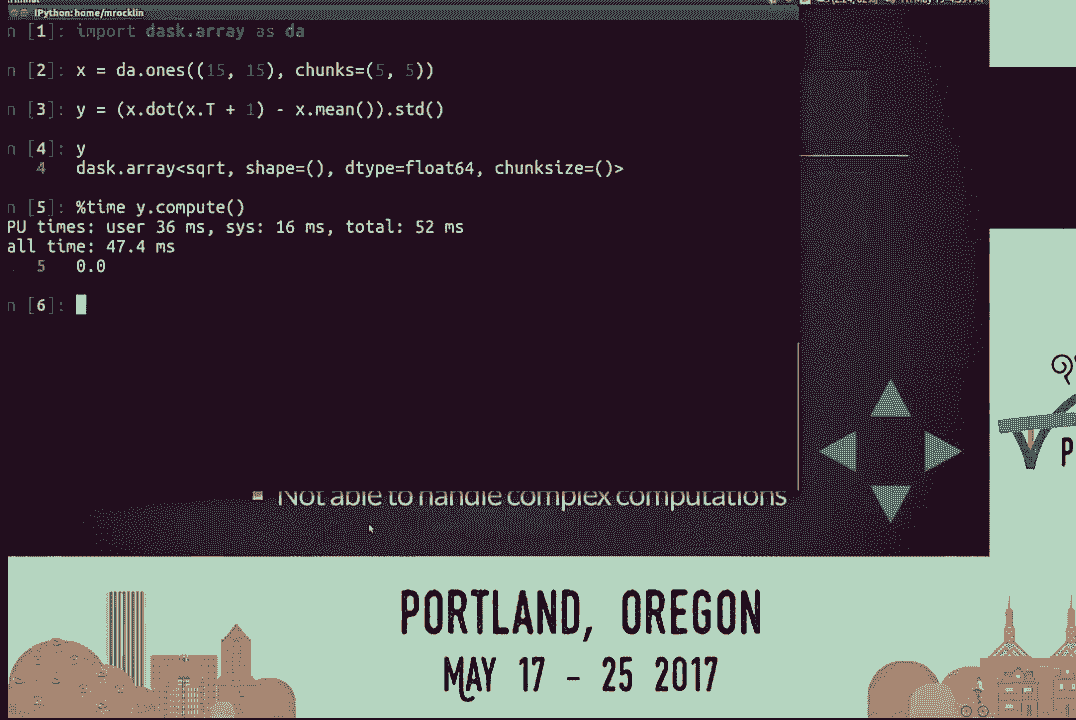 IPython: home/mrocklin
n [1]: import dask.array as da
n [2]: x = da.ones((15, 15), chunks=(5, 5))
n [3]: y = (x.dot(x.T + 1) - x.mean()).std()
n [4]: y
4 dask.array<sqrt, shape=(), dtype=float64, chunksize=()>
n [5]: %time y.compute()
PU times: user 36 ms, sys: 16 ms, total: 52 ms
all time: 47.4 ms
5 0.0
n [6]:
Not able to handle complex computations
P
PORTLAND, OREGON
MAY 17 - 25 2017